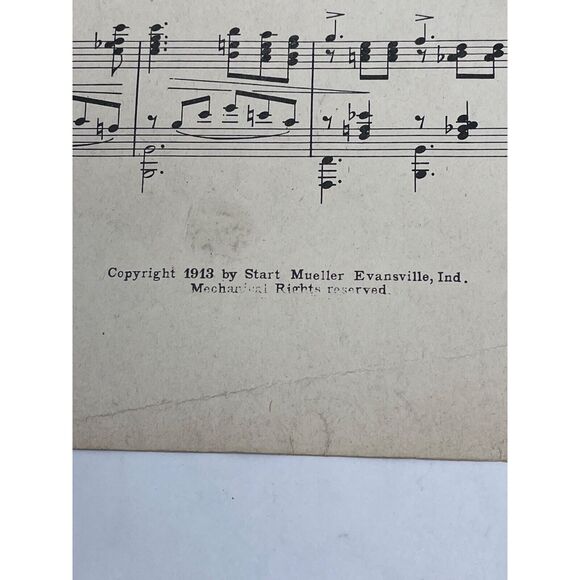 Copyright 1913 by Start Mueller Evansville, Ind.
Mechanical Rights reserved.